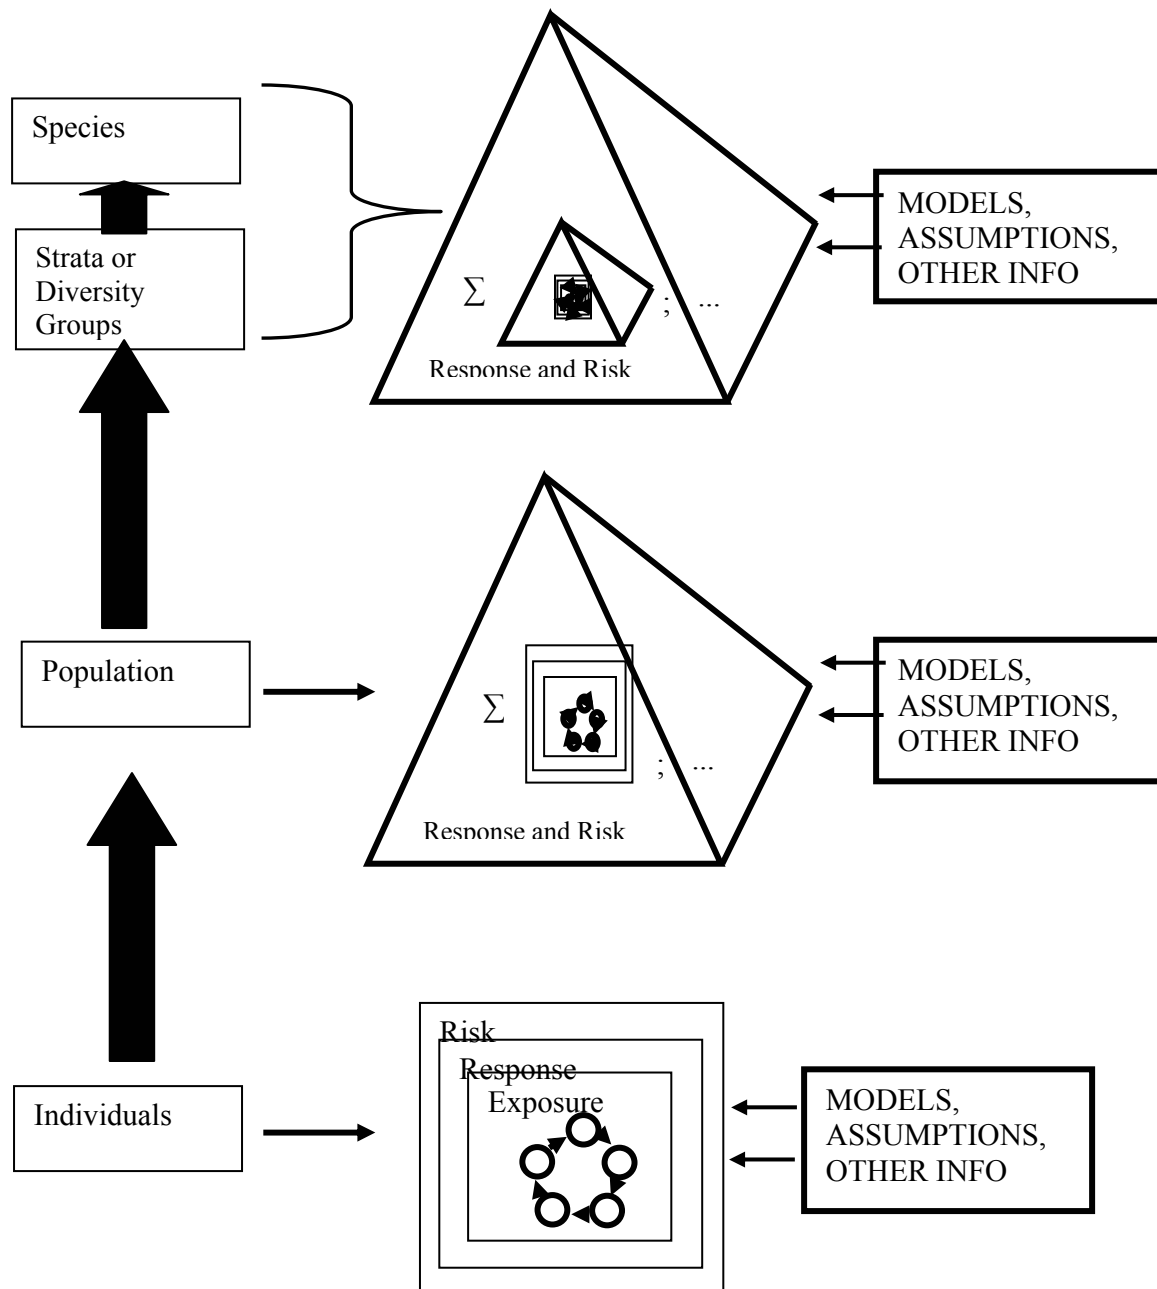 Species
Strata or
Diversity
Groups
∑
; ...
Response and Risk
MODELS,
ASSUMPTIONS,
OTHER INFO
Population
∑
; ...
Response and Risk
MODELS,
ASSUMPTIONS,
OTHER INFO
Individuals
Risk
Response
Exposure
MODELS,
ASSUMPTIONS,
OTHER INFO